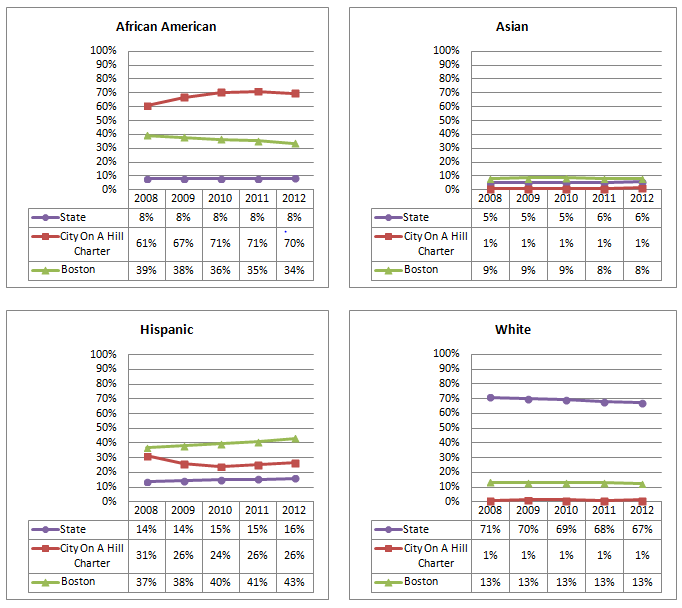 African American
100%
90%
80%
70%
60%
50%
40%
30%
20%
10%
0%
2008 2009 2010 2011 2012
State 8% 8% 8% 8% 8%
City On A Hill Charter 61% 67% 71% 71% 70%
Boston 39% 38% 36% 35% 34%
Asian
100%
90%
80%
70%
60%
50%
40%
30%
20%
10%
0%
2008 2009 2010 2011 2012
State 5% 5% 5% 6% 6%
City On A Hill Charter 1% 1% 1% 1% 1%
Boston 9% 9% 9% 8% 8%
Hispanic
100%
90%
80%
70%
60%
50%
40%
30%
20%
10%
0%
2008 2009 2010 2011 2012
State 14% 14% 15% 15% 16%
City On A Hill Charter 31% 26% 24% 26% 26%
Boston 37% 38% 40% 41% 43%
White
100%
90%
80%
70%
60%
50%
40%
30%
20%
10%
0%
2008 2009 2010 2011 2012
State 71% 70% 69% 68% 67%
City On A Hill Charter 1% 1% 1% 1% 1%
Boston 13% 13% 13% 13% 13%